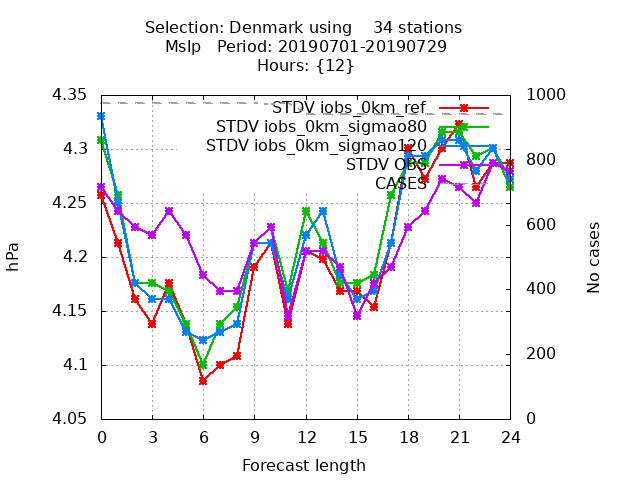 Selection: Denmark using    34 stations
Mslp   Period: 20190701-20190729
Hours: {12}
4.35
4.3
4.25
4.2
4.15
4.1
4.05
hPa
1000
800
600
400
200
0
No cases
STDV iobs_0km_ref
STDV iobs_0km_sigmao80
STDV iobs_0km_sigmao120
STDV OBS
CASES
0 3 6 9 12 15 18 21 24
Forecast length